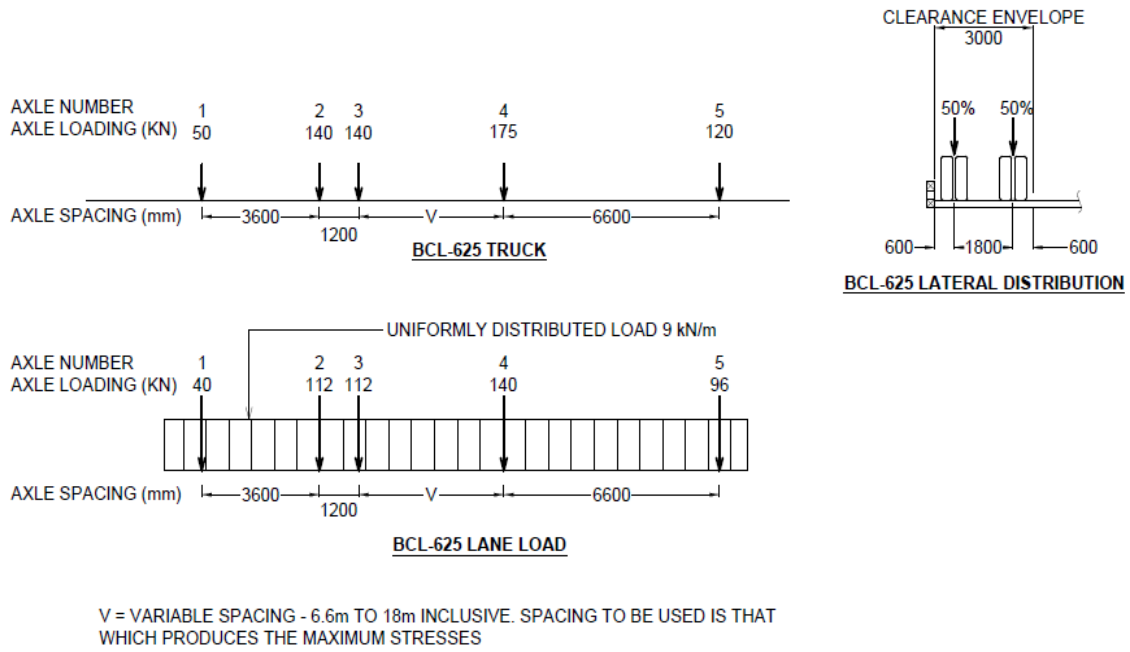 CLEARANCE ENVELOPE
3000
50% 50%
600 1800 600
BCL-625 LATERAL DISTRIBUTION
AXLE NUMBER 1 2 3 4 5
AXLE LOADING (KN) 50 140 140 175 120
AXLE SPACING (mm) 3600 V 6600
1200
BCL-625 TRUCK
UNIFORMLY DISTRIBUTED LOAD 9 kN/m
AXLE NUMBER 1 2 3 4 5
AXLE LOADING (KN) 40 112 112 140 96
AXLE SPACING (mm) 3600 V 6600
1200
BCL-625 LANE LOAD
V = VARIABLE SPACING - 6.6m TO 18m INCLUSIVE. SPACING TO BE USED IS THAT
WHICH PRODUCES THE MAXIMUM STRESSES